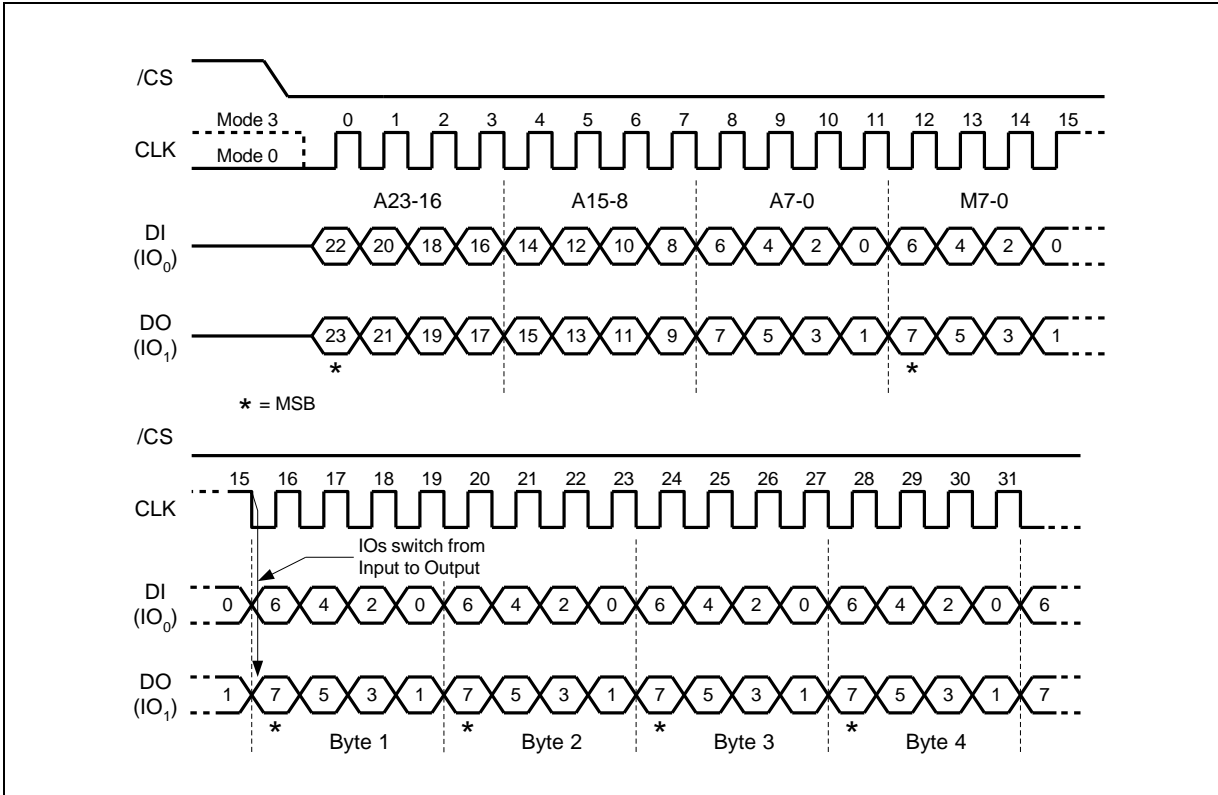 /CS
Mode 3 0 1 2 3 4 5 6 7 8 9 10 11 12 13 14 15
CLK
Mode 0
A23-16 A15-8 A7-0 M7-0
DI
(IO0)
22 20 18 16 14 12 10 8 6 4 2 0 6 4 2 0
DO
(IO1)
23 21 19 17 15 13 11 9 7 5 3 1 7 5 3 1
* *
* = MSB
/CS
15 16 17 18 19 20 21 22 23 24 25 26 27 28 29 30 31
CLK
IOs switch from
Input to Output
DI
(IO0)
0 6 4 2 0 6 4 2 0 6 4 2 0 6 4 2 0 6
DO
(IO1)
1 7 5 3 1 7 5 3 1 7 5 3 1 7 5 3 1 7
* * * *
Byte 1 Byte 2 Byte 3 Byte 4